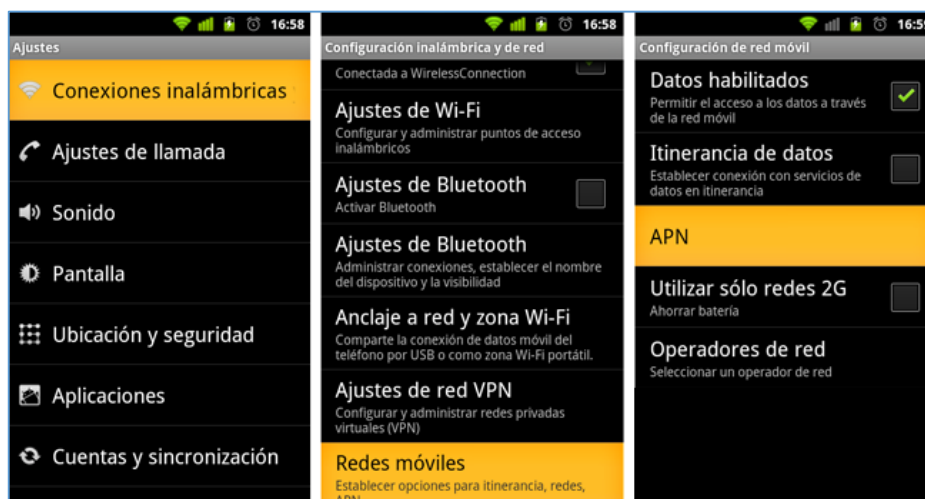 16:58
Ajustes
Conexiones inalámbricas
Ajustes de llamada
Sonido
Pantalla
Ubicación y seguridad
Aplicaciones
Cuentas y sincronización
16:58
Configuración inalámbrica y de red
Conectada a WirelessConnection
Ajustes de Wi-Fi
Configurar y administrar puntos de acceso
inalámbricos
Ajustes de Bluetooth
Activar Bluetooth
Ajustes de Bluetooth
Administrar conexiones, establecer el nombre
del dispositivo y la visibilidad
Anclaje a red y zona Wi-Fi
Comparte la conexión de datos móvil del
teléfono por USB o como zona Wi-Fi portátil.
Ajustes de red VPN
Configurar y administrar redes privadas
virtuales (VPN)
Redes móviles
Establecer opciones para itinerancia, redes,
APN
16:59
Configuración de red móvil
Datos habilitados
Permitir el acceso a los datos a través
de la red móvil
Itinerancia de datos
Establecer conexión con servicios de
datos en itinerancia
APN
Utilizar sólo redes 2G
Ahorrar batería
Operadores de red
Seleccionar un operador de red